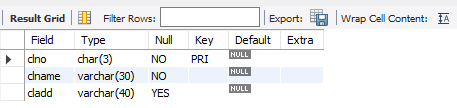 Result Grid Filter Rows: Export: Wrap Cell Content: IA
Field Type Null Key Default Extra
clno char(3) NO PRI NULL
clname varchar(30) NO NULL
cladd varchar(40) YES NULL